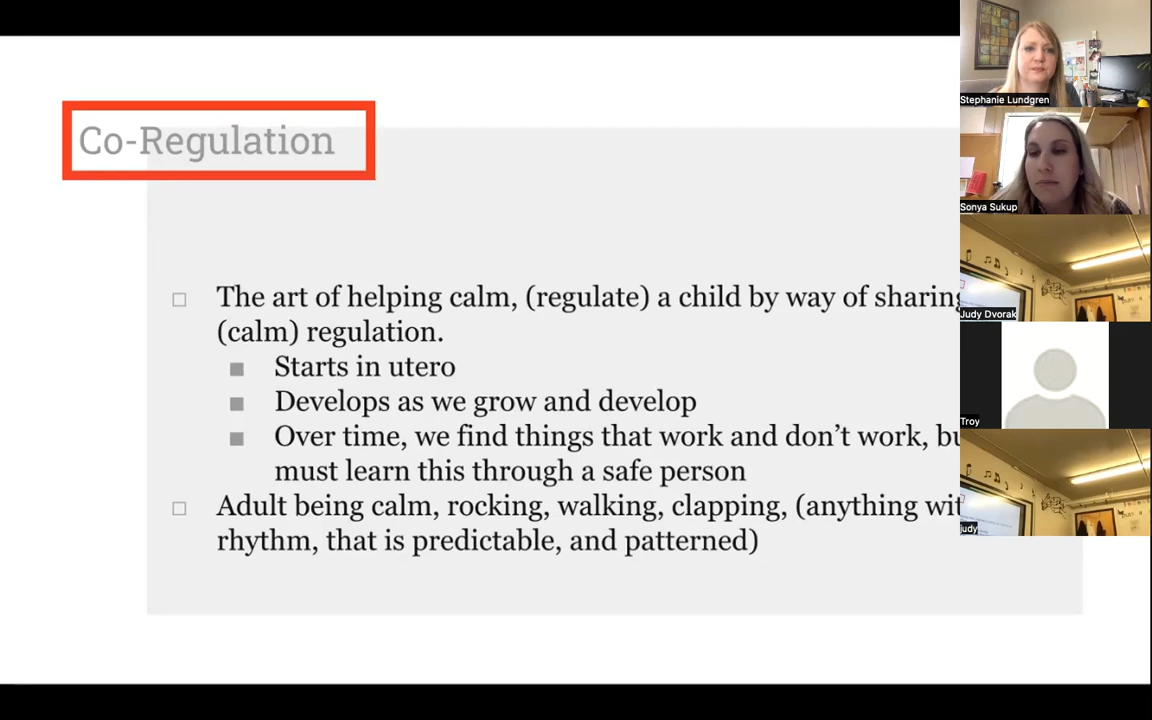 Co-Regulation
The art of helping calm, (regulate) a child by way of sharing
(calm) regulation.
Starts in utero
Develops as we grow and develop
Over time, we find things that work and don’t work, bu
must learn this through a safe person
Adult being calm, rocking, walking, clapping, (anything wit
rhythm, that is predictable, and patterned)
Stephanie Lundgren
Sonya Sukup
Judy Dvorak
Troy
judy